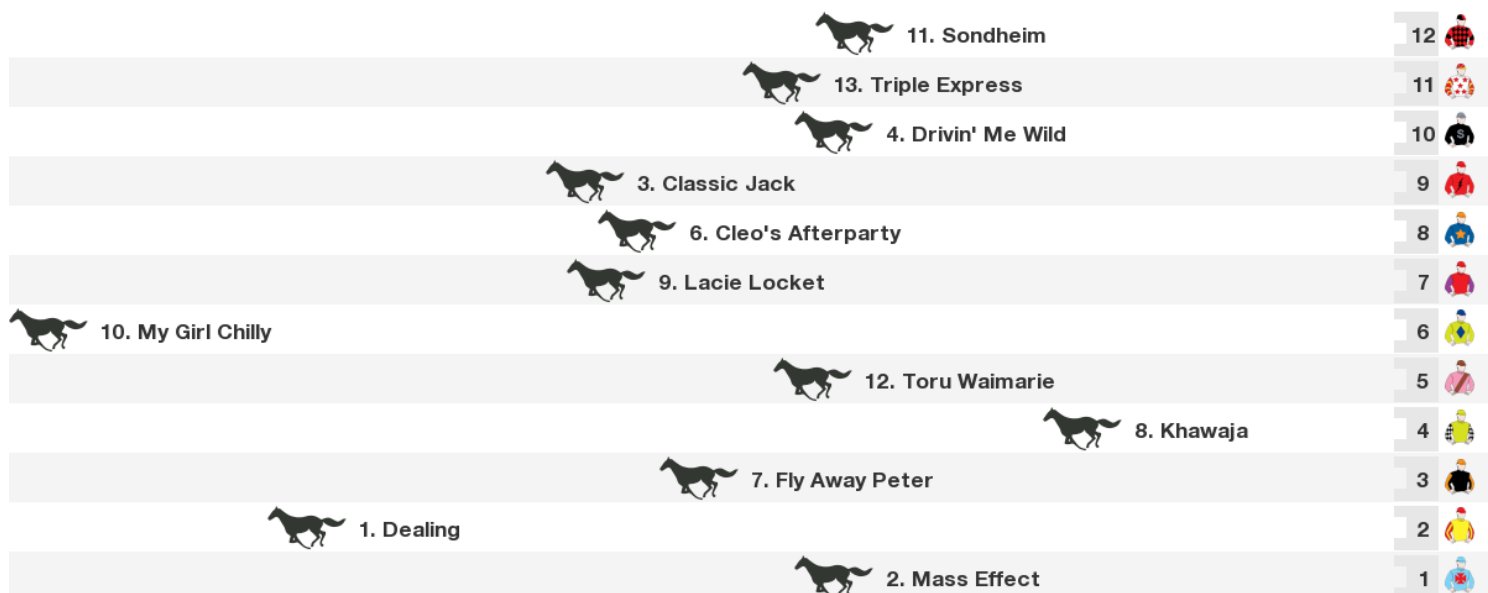 11. Sondheim 12
13. Triple Express 11
4. Drivin' Me Wild 10 S
3. Classic Jack 9
6. Cleo's Afterparty 8
9. Lacie Locket 7
10. My Girl Chilly 6
12. Toru Waimarie 5
8. Khawaja 4
7. Fly Away Peter 3
1. Dealing 2
2. Mass Effect 1